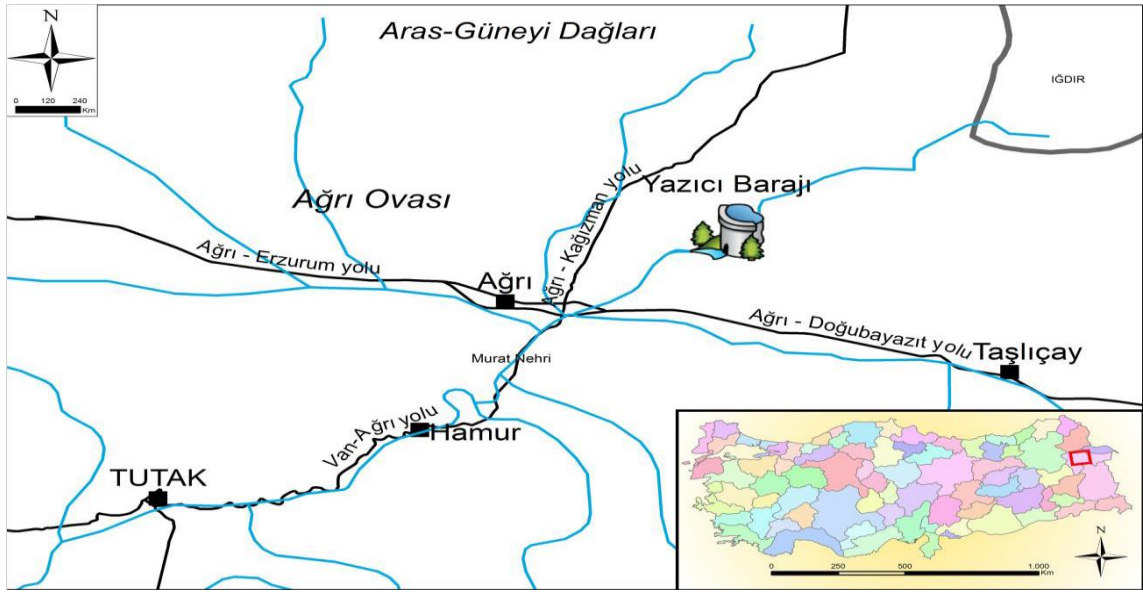 Aras-Güneyi Dağları
N
0 120 240
Km
IĞDIR
Yazıcı Barajı
Ağrı Ovası
Ağrı - Kağızman yolu
Ağrı - Erzurum yolu
Ağrı
Ağrı - Doğubayazıt yolu
Taşlıçay
Murat Nehri
Van-Ağrı yolu
Hamur
TUTAK
N
0 250 500 1.000
Km